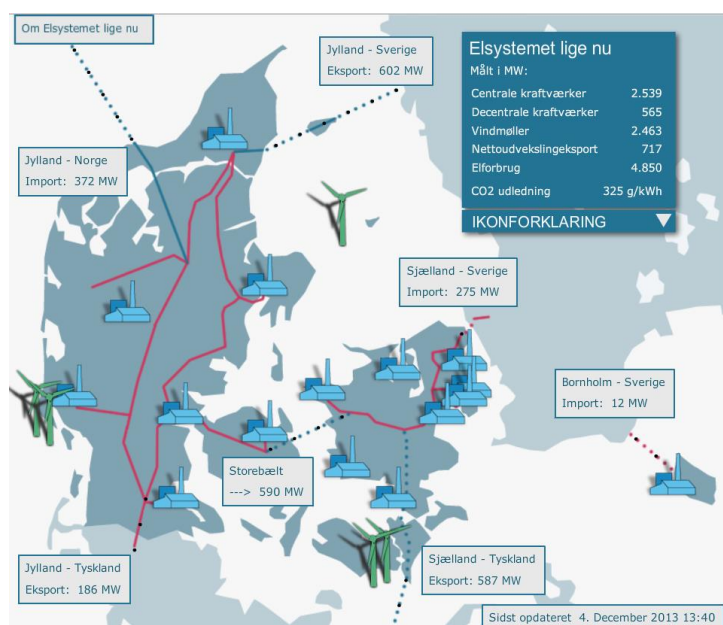 Om Elsystemet lige nu
Jylland - Sverige
Eksport: 602 MW
Elsystemet lige nu
Målt i MW:
Centrale kraftværker 2.539
Decentrale kraftværker 565
Vindmøller 2.463
Nettoudvekslingeksport 717
Elforbrug 4.850
CO2 udledning 325 g/kWh
IKONFORKLARING
Jylland - Norge
Import: 372 MW
Sjælland - Sverige
Import: 275 MW
Bornholm - Sverige
Import: 12 MW
Storebælt
---> 590 MW
Jylland - Tyskland
Eksport: 186 MW
Sjælland - Tyskland
Eksport: 587 MW
Sidst opdateret 4. December 2013 13:40